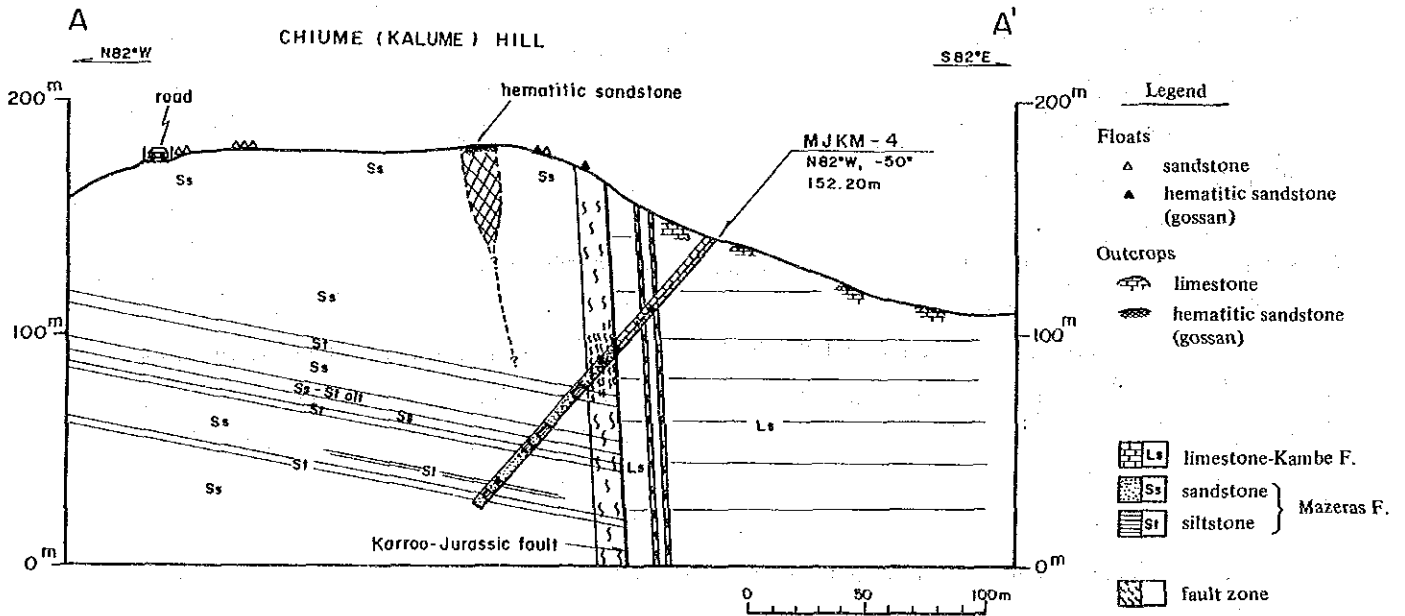 A
CHIUME (KALUME) HILL
A'
N82°W
S82°E
200m
200m
road
hematitic sandstone
MJKM-4
N82°W, -50°
152.20m
Ss
Ss
Ss
Ss
100m
100m
St
Ss
Ss-St alt
St
Ss
Ss
Ls
Ls
St
St
Ss
Karroo-Jurassic fault
0m
0m
0 50 100m
Legend
Floats
sandstone
hematitic sandstone
(gossan)
Outcrops
limestone
hematitic sandstone
(gossan)
Ls limestone-Kambe F.
Ss sandstone
Mazeras F.
St siltstone
fault zone
?
?